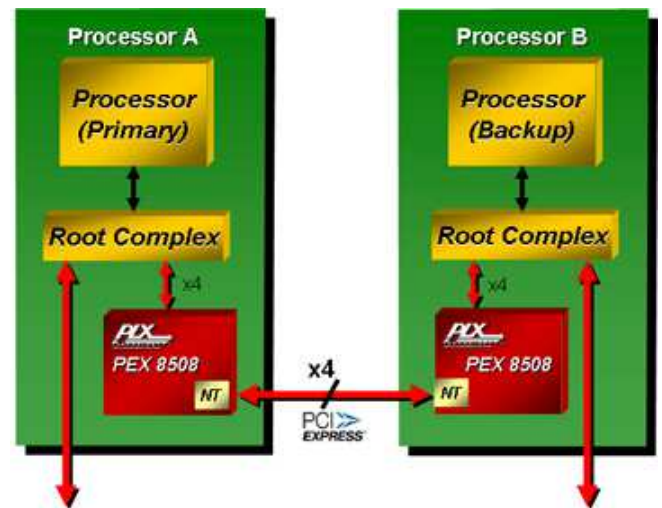 Processor A
Processor
(Primary)
Root Complex
x4
PLX
PEX 8508
NT
x4
PCI
EXPRESS
Processor B
Processor
(Backup)
Root Complex
x4
PLX
PEX 8508
NT